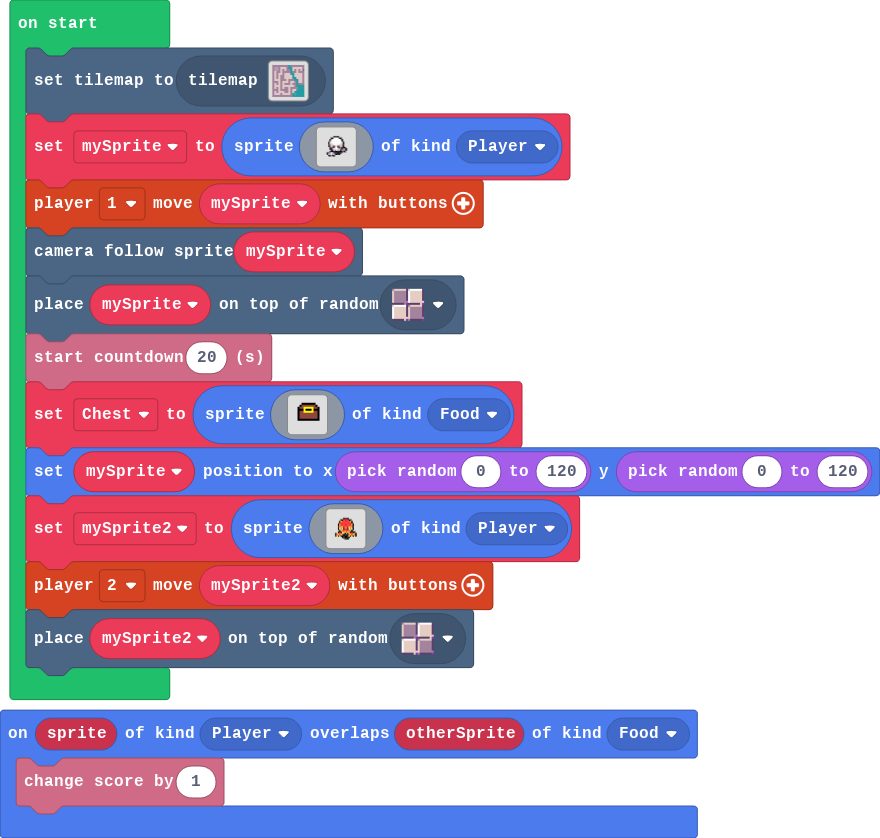 on start
set tilemap to tilemap
set mySprite to sprite of kind Player
player 1 move mySprite with buttons
camera follow sprite mySprite
place mySprite on top of random
start countdown 20 (s)
set Chest to sprite of kind Food
set mySprite position to x pick random 0 to 120 y pick random 0 to 120
set mySprite2 to sprite of kind Player
player 2 move mySprite2 with buttons
place mySprite2 on top of random
on sprite of kind Player overlaps otherSprite of kind Food
change score by 1